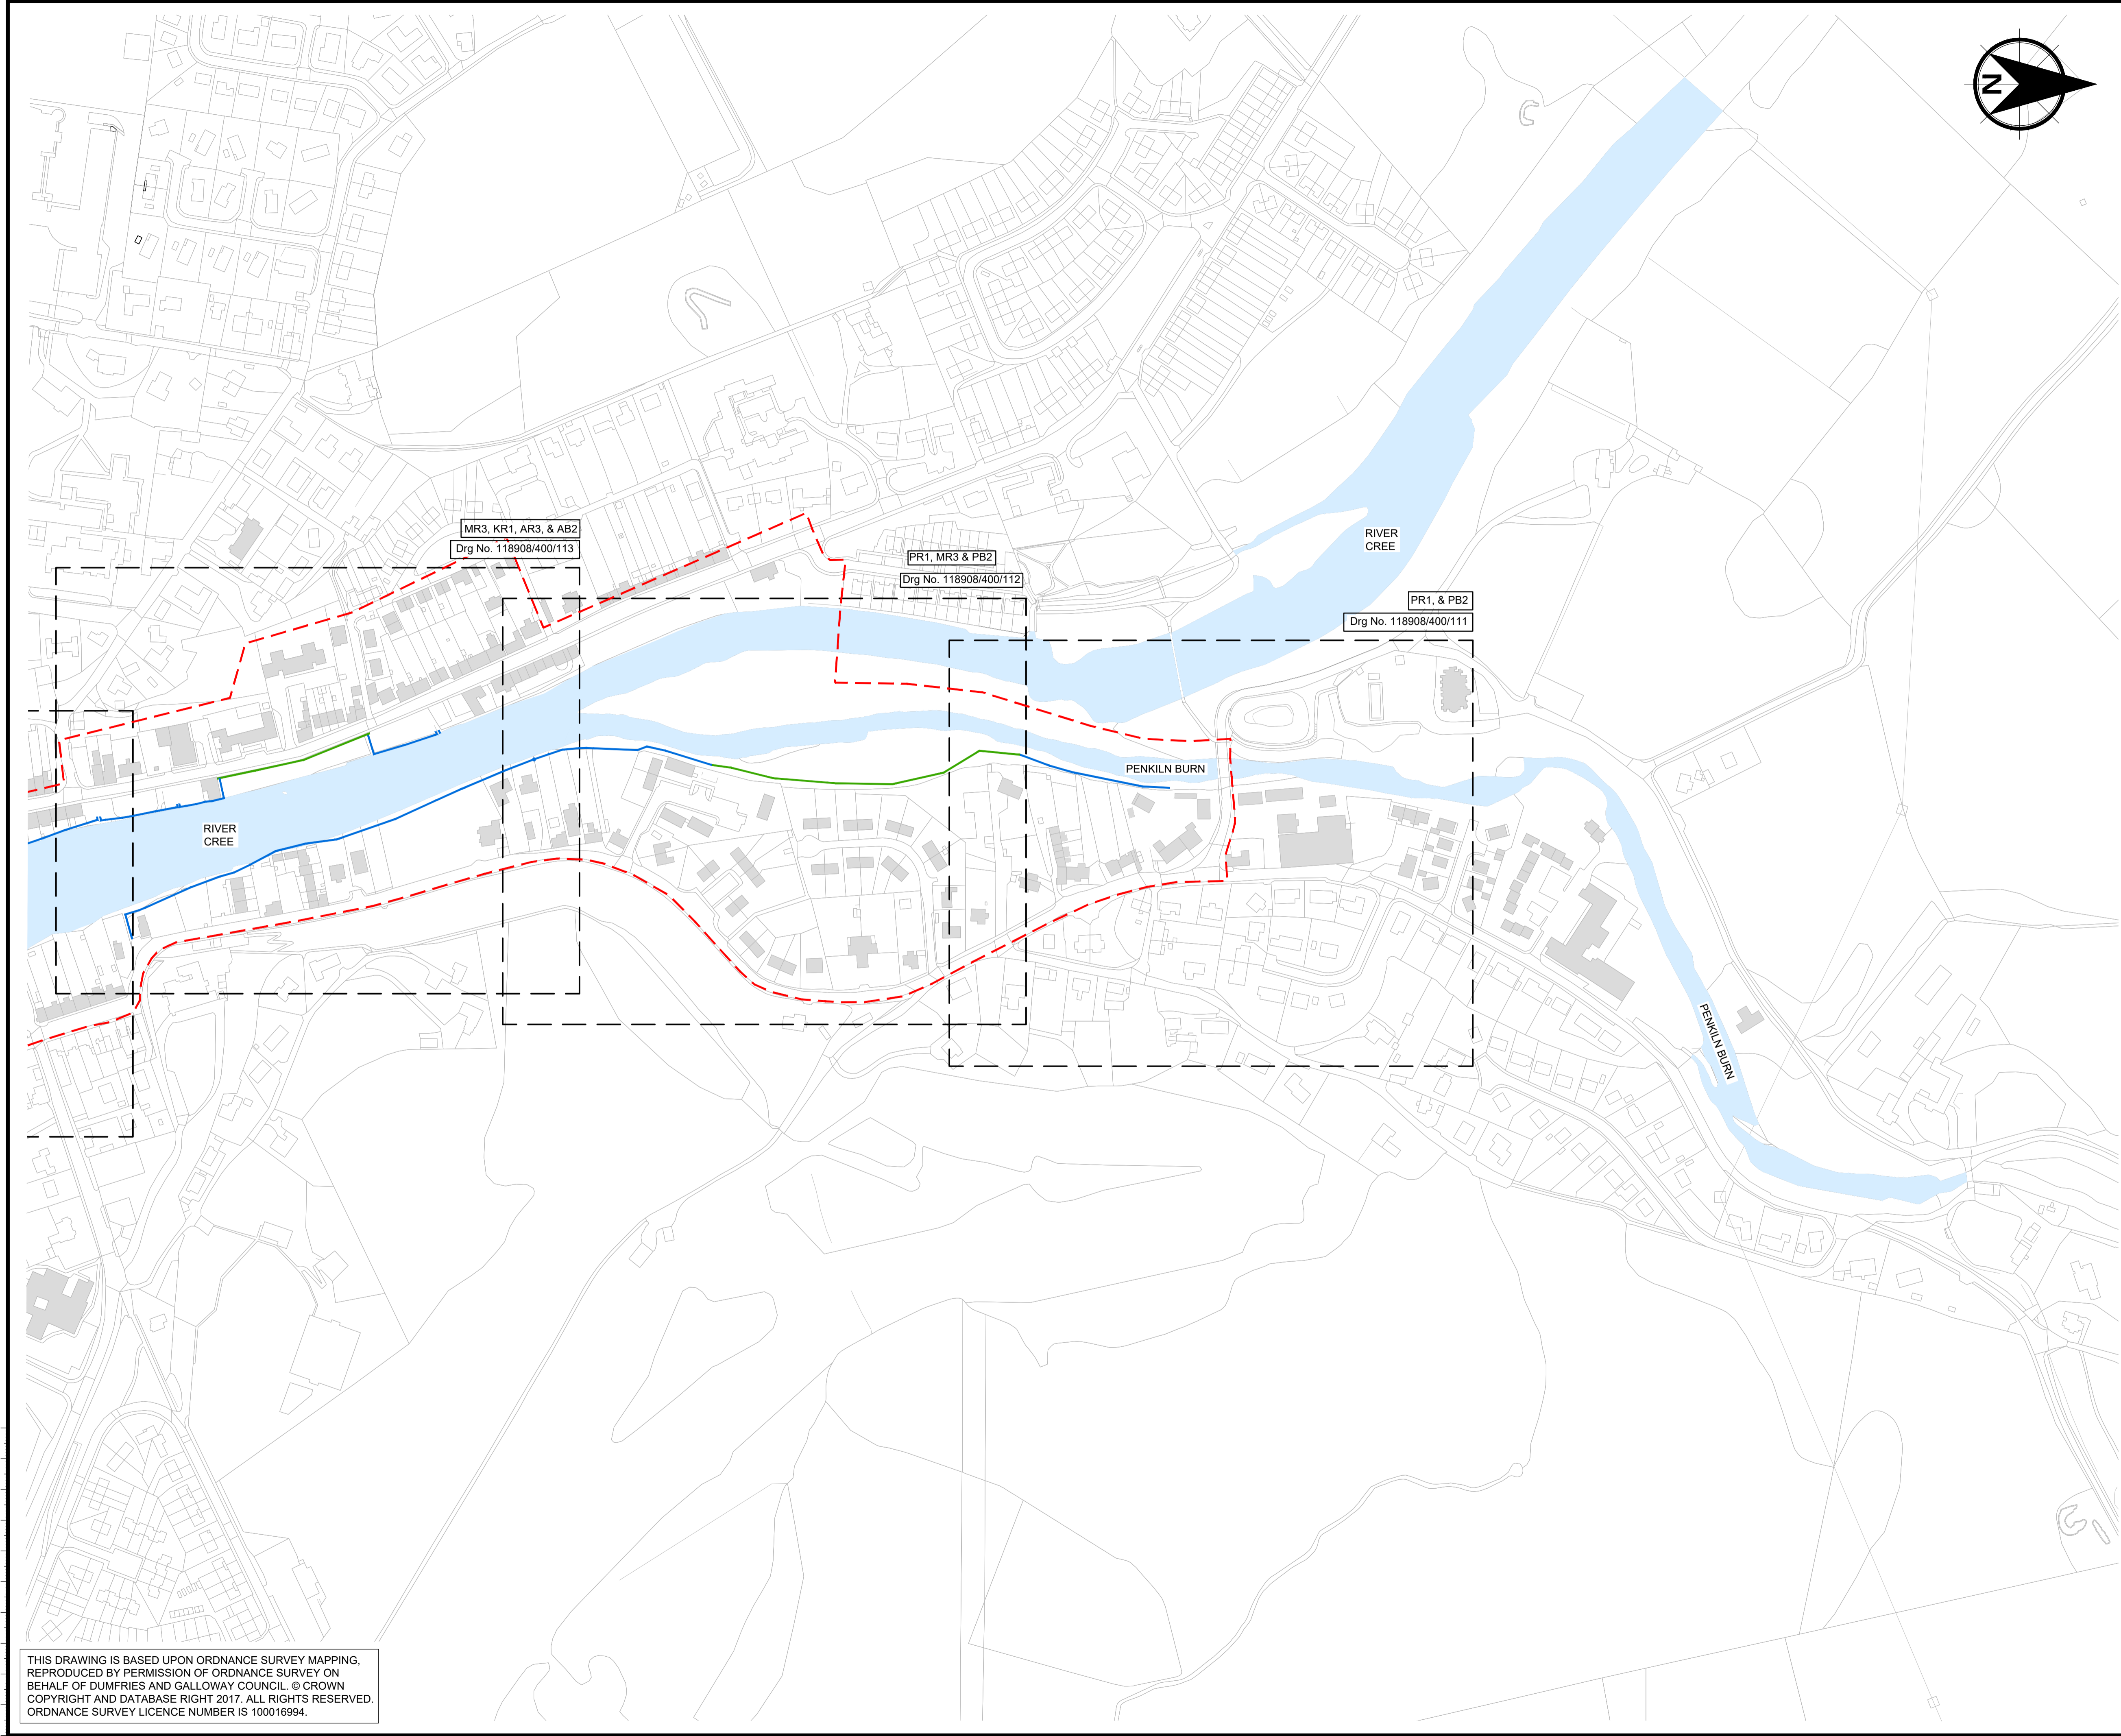 N
MR3, KR1, AR3, & AB2
Drg No. 118908/400/113
PR1, MR3 & PB2
Drg No. 118908/400/112
RIVER
CREE
PR1, & PB2
Drg No. 118908/400/111
PENKILN BURN
RIVER
CREE
PENKILN BURN
THIS DRAWING IS BASED UPON ORDNANCE SURVEY MAPPING,
REPRODUCED BY PERMISSION OF ORDNANCE SURVEY ON
BEHALF OF DUMFRIES AND GALLOWAY COUNCIL. © CROWN
COPYRIGHT AND DATABASE RIGHT 2017. ALL RIGHTS RESERVED.
ORDNANCE SURVEY LICENCE NUMBER IS 100016994.